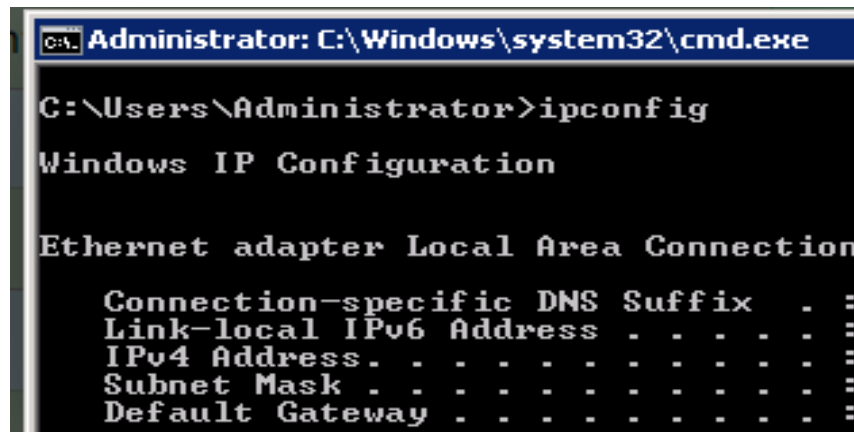 Administrator: C:\Windows\system32\cmd.exe
C:\Users\Administrator>ipconfig
Windows IP Configuration
Ethernet adapter Local Area Connection
Connection-specific DNS Suffix . :
Link-local IPv6 Address . . . . . :
IPv4 Address. . . . . . . . . . . :
Subnet Mask . . . . . . . . . . . :
Default Gateway . . . . . . . . . :